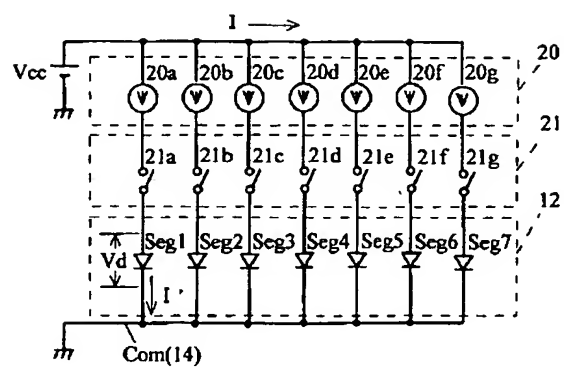 I
Vcc
20a 20b 20c 20d 20e 20f 20g
20
21
21a 21b 21c 21d 21e 21f 21g
12
Seg1 Seg2 Seg3 Seg4 Seg5 Seg6 Seg7
Vd
I'
Com(14)